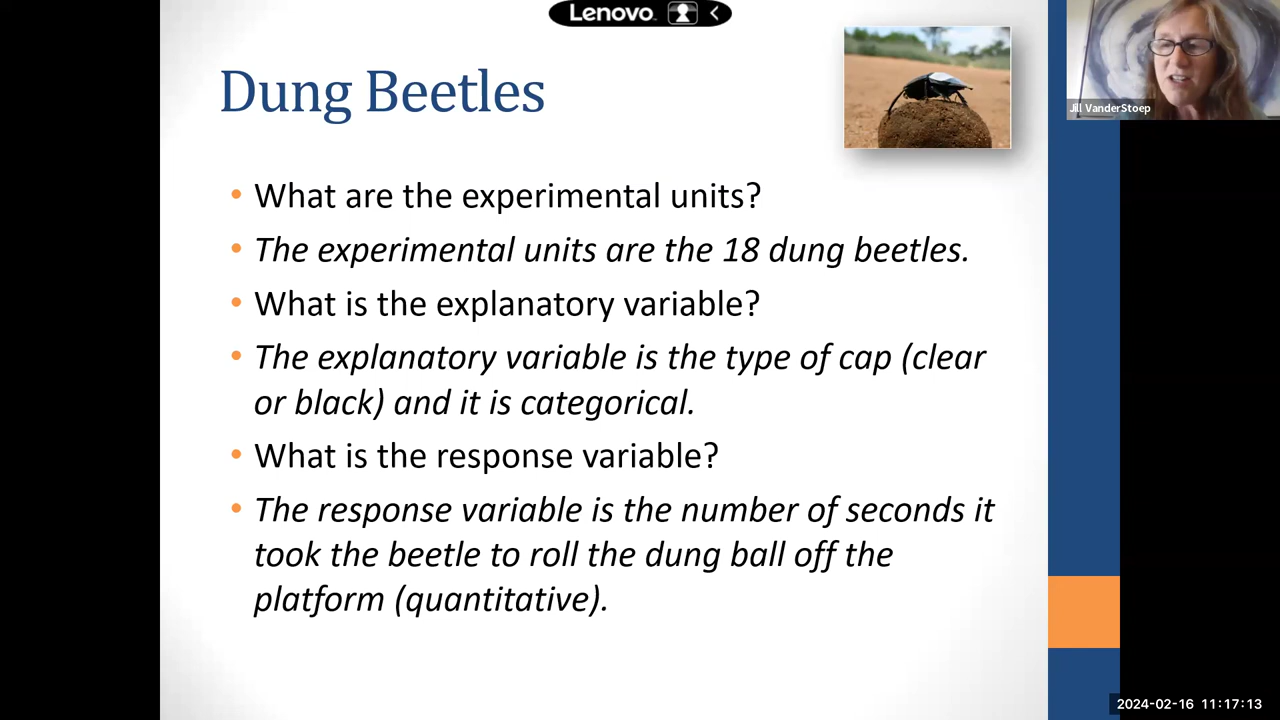 Lenovo
Dung Beetles
Jill VanderStoep
• What are the experimental units?
• The experimental units are the 18 dung beetles.
• What is the explanatory variable?
• The explanatory variable is the type of cap (clear
or black) and it is categorical.
• What is the response variable?
• The response variable is the number of seconds it
took the beetle to roll the dung ball off the
platform (quantitative).
2024-02-16 11:17:13